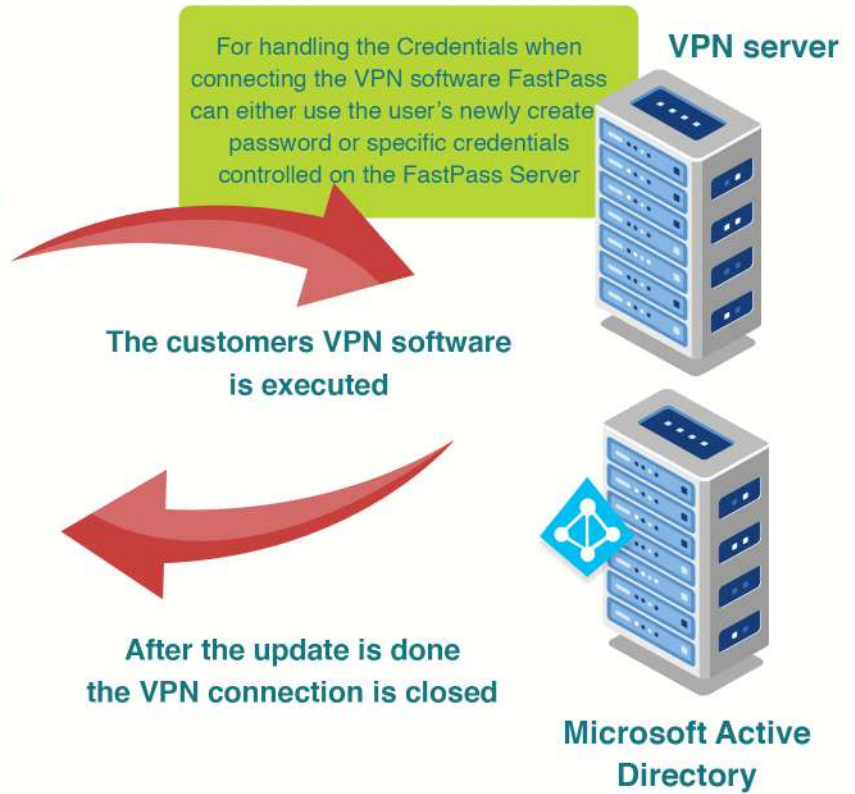 For handling the Credentials when
connecting the VPN software FastPass
can either use the user's newly create
password or specific credentials
controlled on the FastPass Server
VPN server
The customers VPN software
is executed
After the update is done
the VPN connection is closed
Microsoft Active
Directory